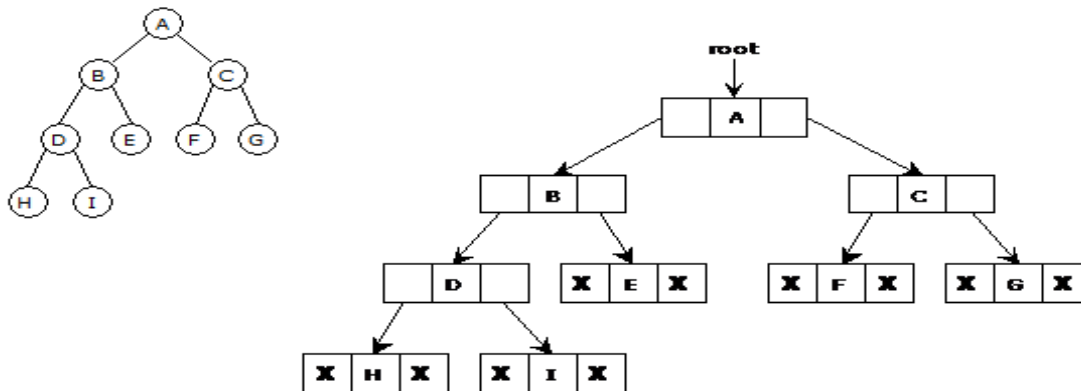 A
B C
D E F G
H I
root
A
B C
D X E X X F X X G X
X H X X I X